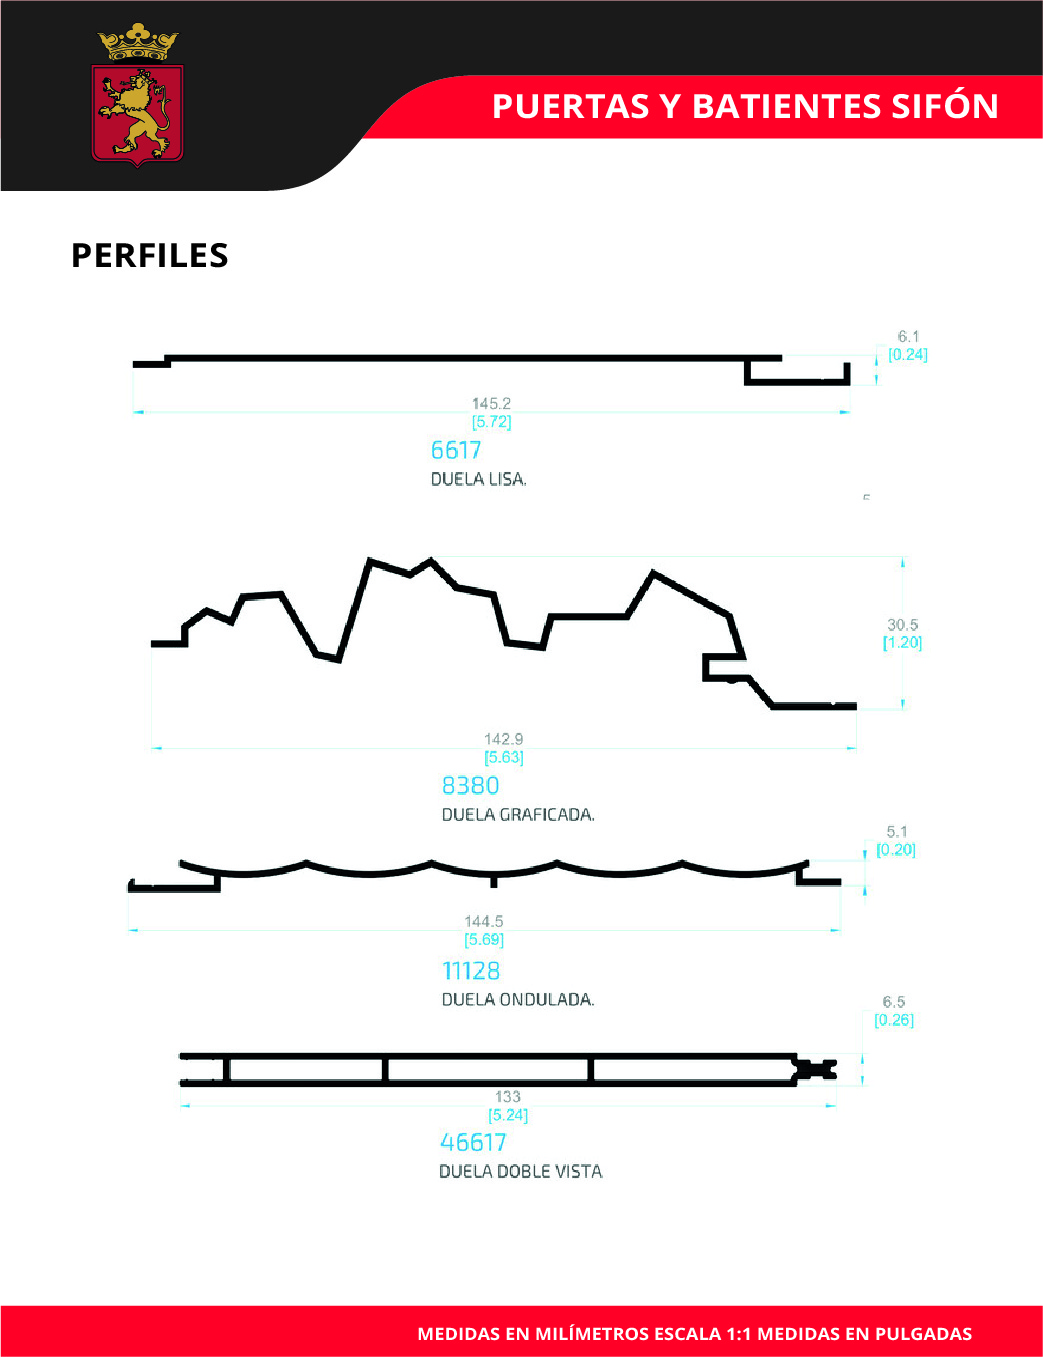 PUERTAS Y BATIENTES SIFÓN
PERFILES
6.1
[0.24]
145.2
[5.72]
6617
DUELA LISA.
30.5
[1.20]
142.9
[5.63]
8380
DUELA GRAFICADA.
5.1
[0.20]
144.5
[5.69]
11128
DUELA ONDULADA.
6.5
[0.26]
133
[5.24]
46617
DUELA DOBLE VISTA
MEDIDAS EN MILÍMETROS ESCALA 1:1 MEDIDAS EN PULGADAS